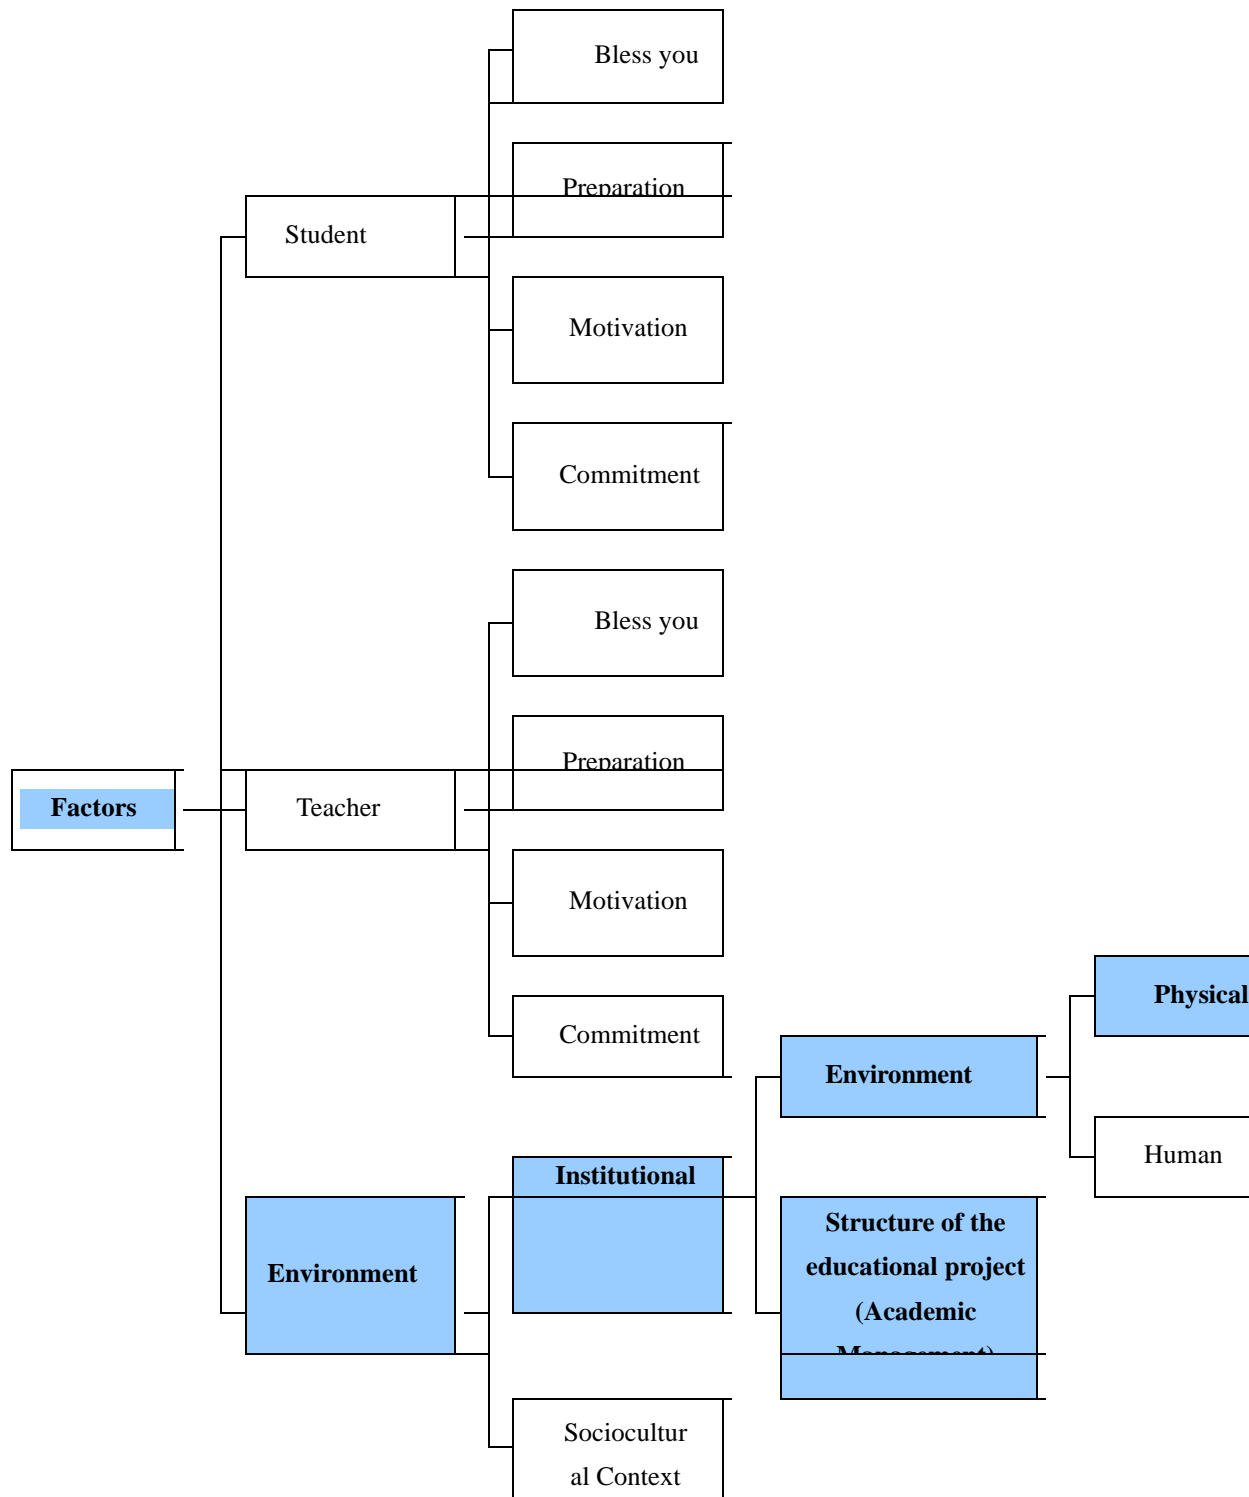 Bless you
Preparation
Student
Motivation
Commitment
Bless you
Preparation
Factors
Teacher
Motivation
Commitment
Physical
Environment
Human
Institutional
Structure of the
educational project
(Academic
Management)
Environment
Sociocultur
al Context